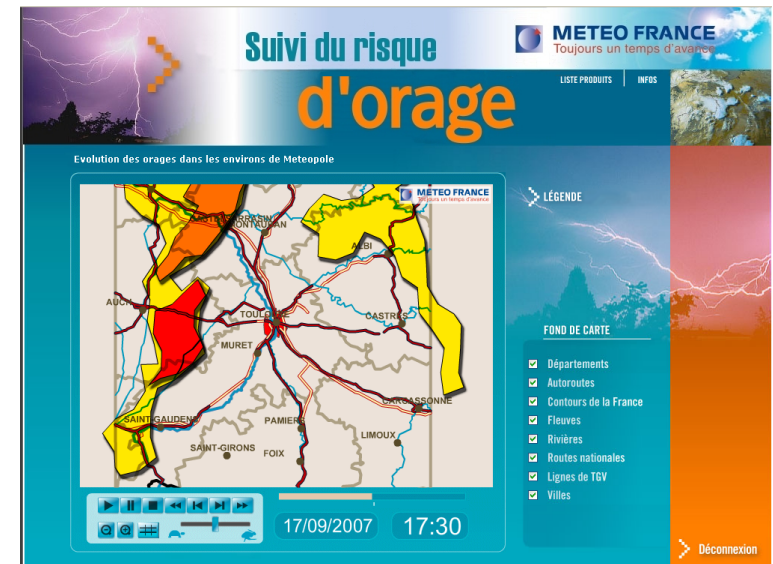 Suivi du risque
d'orage
METEO FRANCE
Toujours un temps d'avance
LISTE PRODUITS
INFOS
Evolution des orages dans les environs de Meteopole
METEO FRANCE
Toujours un temps d'avance
CASTELSARRASIN
MONTAUBAN
ALBI
AUCH
TOULOUSE
CASTRES
MURET
CARCASSONNE
SAINT-GAUDENS
PAMIERS
LIMOUX
SAINT-GIRONS
FOIX
17/09/2007
17:30
LÉGENDE
FOND DE CARTE
Départements
Autoroutes
Contours de la France
Fleuves
Rivières
Routes nationales
Lignes de TGV
Villes
Déconnexion